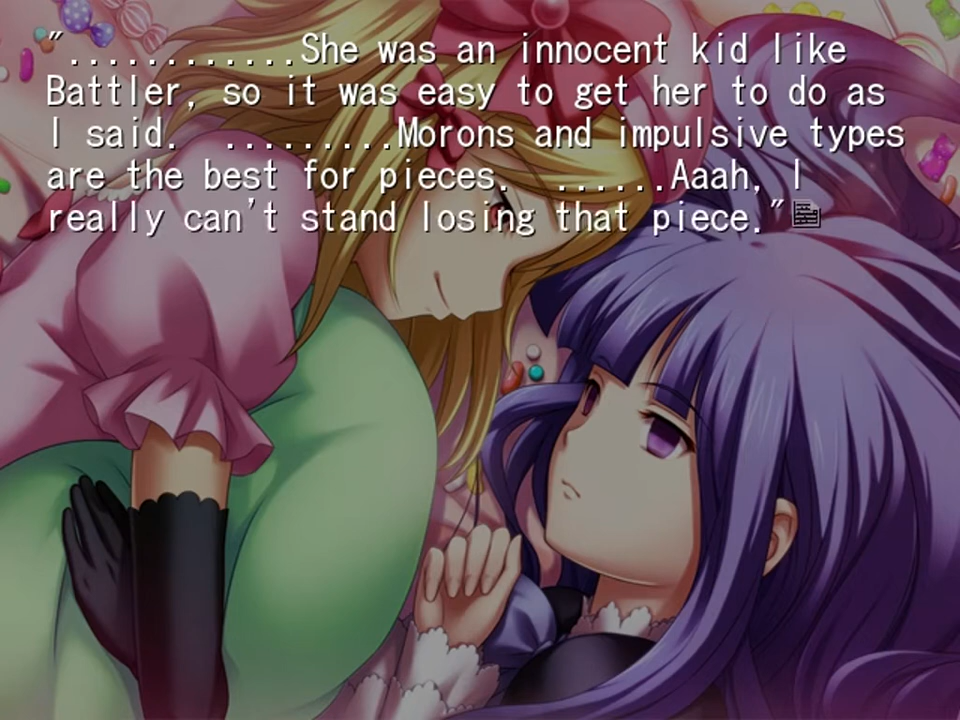 "............She was an innocent kid like
Battler, so it was easy to get her to do as
I said.  .........Morons and impulsive types
are the best for pieces.  ......Aaah, I
really can't stand losing that piece."